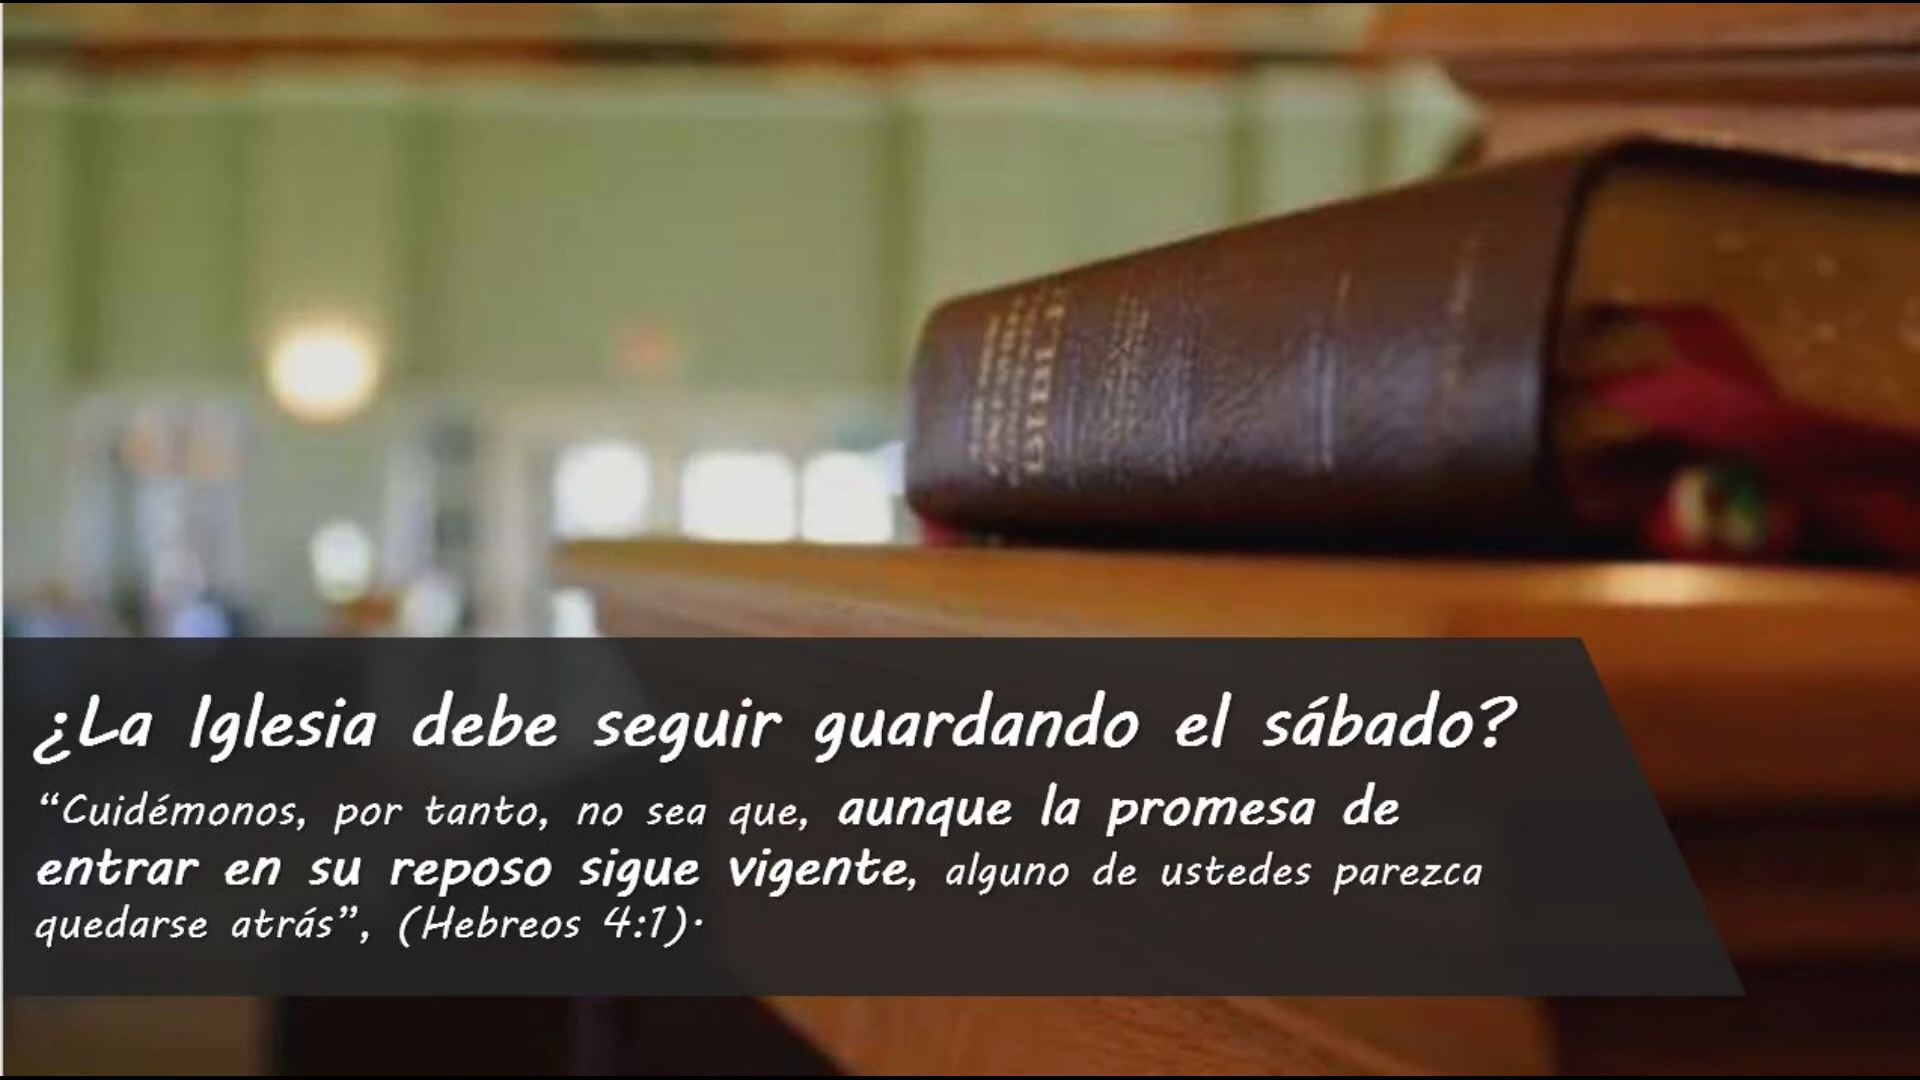 ¿La Iglesia debe seguir guardando el sábado?
“Cuidémonos, por tanto, no sea que, aunque la promesa de
entrar en su reposo sigue vigente, alguno de ustedes parezca
quedarse atrás”, (Hebreos 4:1).